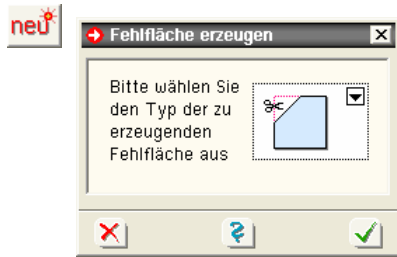 neu
Fehlfläche erzeugen
Bitte wählen Sie
den Typ der zu
erzeugenden
Fehlfläche aus